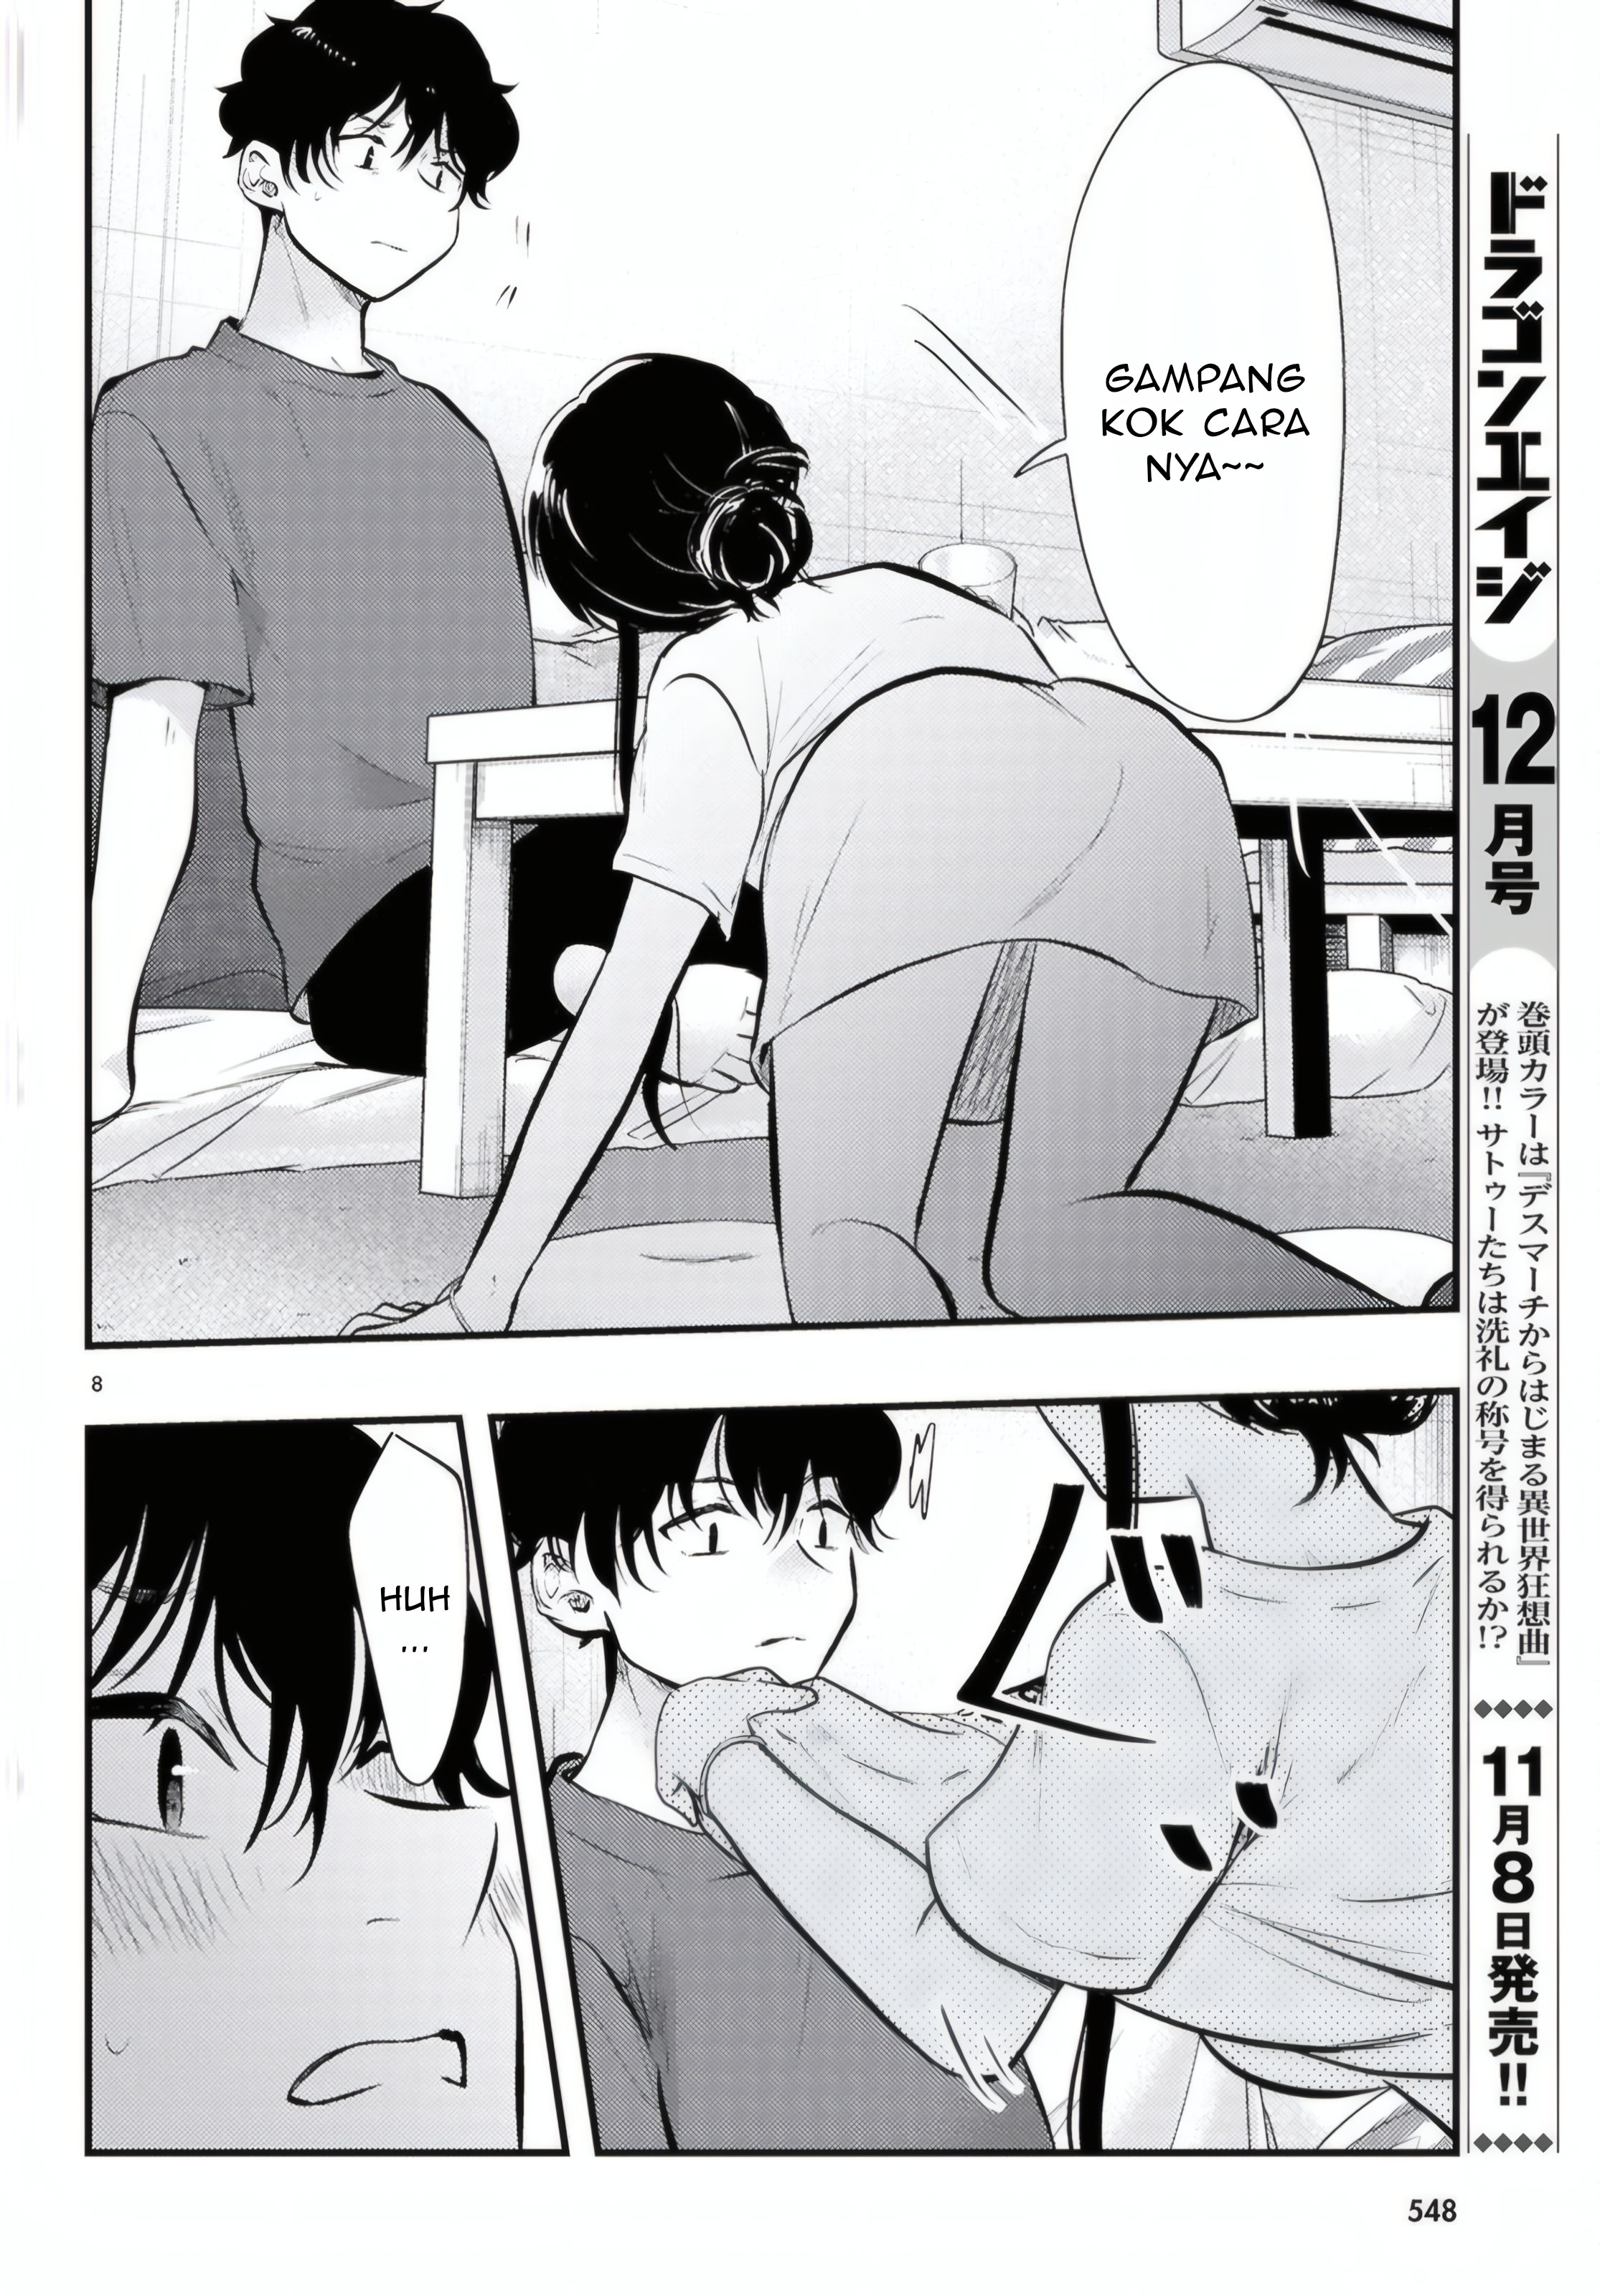 GAMPANG
KOK CARA
NYA~~
8
HUH
...
ドラゴンエイジ
12
月号
巻頭カラーは『デスマーチからはじまる異世界狂想曲』
が登場!! サトゥーたちは洗礼の称号を得られるか!?
11月8日発売!!
548